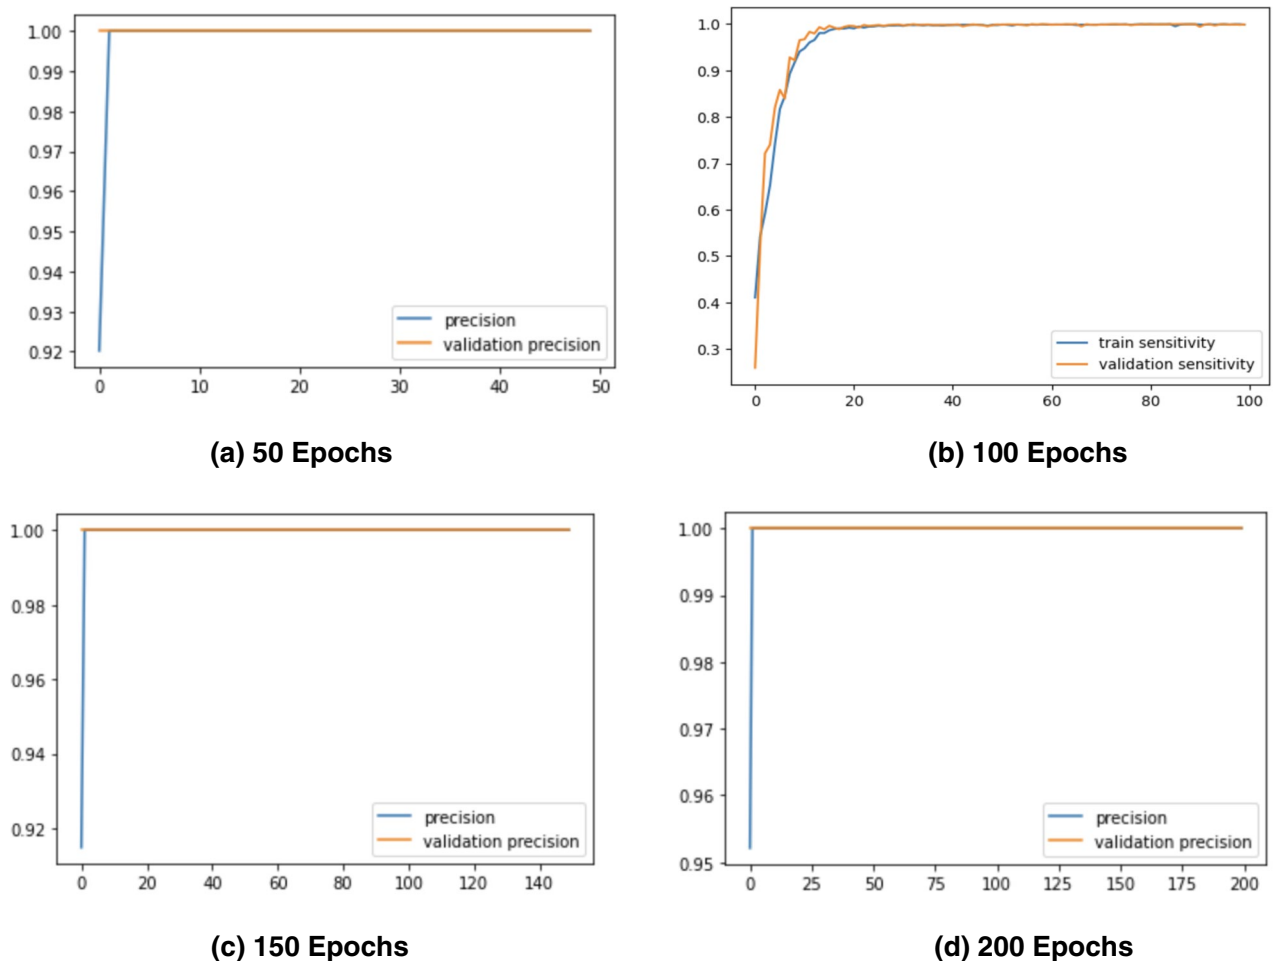 1.00
0.99
0.98
0.97
0.96
0.95
0.94
0.93
0.92
0 10 20 30 40 50
precision
validation precision
(a) 50 Epochs
1.0
0.9
0.8
0.7
0.6
0.5
0.4
0.3
0 20 40 60 80 100
train sensitivity
validation sensitivity
(b) 100 Epochs
1.00
0.98
0.96
0.94
0.92
0 20 40 60 80 100 120 140
precision
validation precision
(c) 150 Epochs
1.00
0.99
0.98
0.97
0.96
0.95
0 25 50 75 100 125 150 175 200
precision
validation precision
(d) 200 Epochs